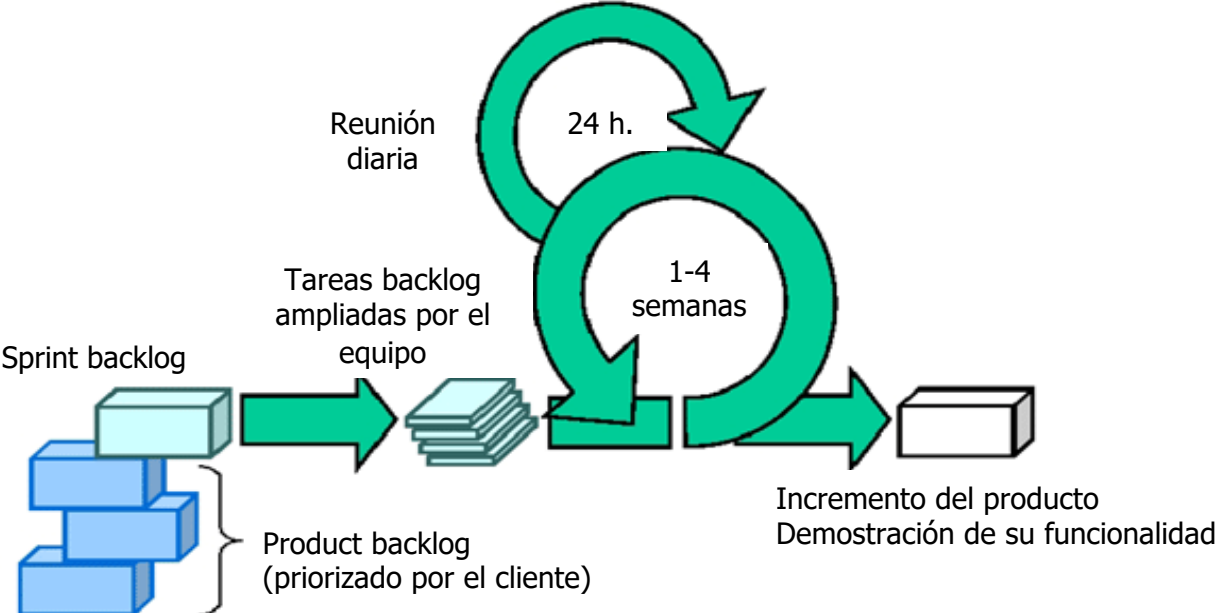 Reunión
diaria
24 h.
Tareas backlog
ampliadas por el
equipo
1-4
semanas
Sprint backlog
Incremento del producto
Demostración de su funcionalidad
Product backlog
(priorizado por el cliente)